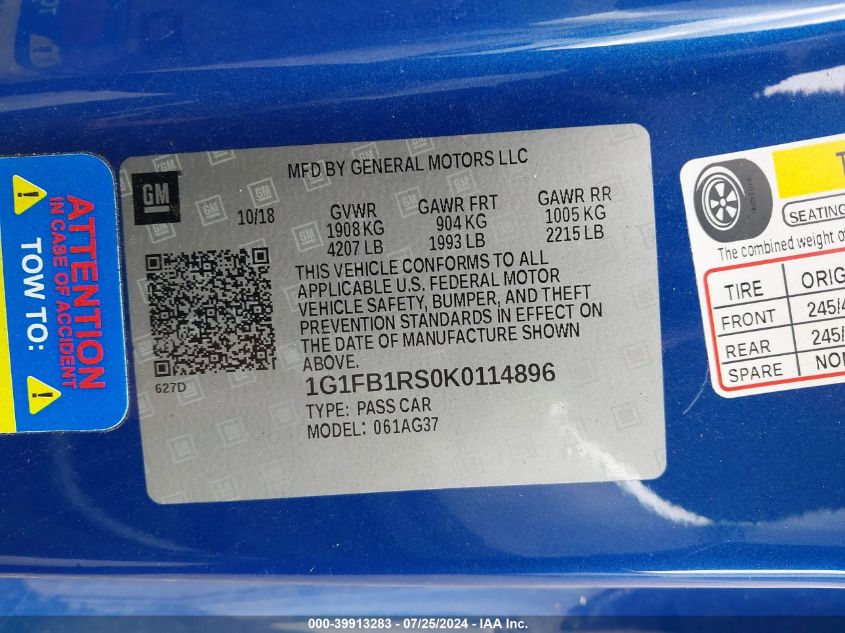 MFD BY GENERAL MOTORS LLC
GM
10/18
GVWR
1908 KG
4207 LB
GAWR FRT
904 KG
1993 LB
GAWR RR
1005 KG
2215 LB
THIS VEHICLE CONFORMS TO ALL
APPLICABLE U.S. FEDERAL MOTOR
VEHICLE SAFETY, BUMPER, AND THEFT
PREVENTION STANDARDS IN EFFECT ON
THE DATE OF MANUFACTURE SHOWN
ABOVE.
627D
1G1FB1RS0K0114896
TYPE: PASS CAR
MODEL: 061AG37
ATTENTION
IN CASE OF ACCIDENT
TOW TO:
SEATING
The combined weight of
TIRE ORIG
FRONT 245/4
REAR 245/
SPARE NON
000-39913283 - 07/25/2024 - IAA Inc.